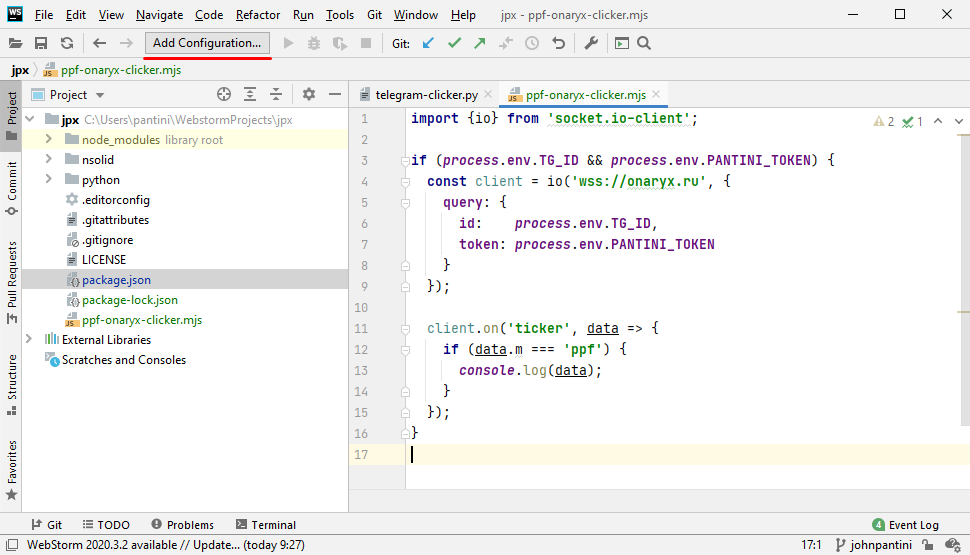 WS File Edit View Navigate Code Refactor Run Tools Git Window Help jpx - ppf-onaryx-clicker.mjs
Add Configuration... Git:
jpx ppf-onaryx-clicker.mjs
Project
Commit
Pull Requests
Structure
Favorites
Project
jpx C:\Users\pantini\WebstormProjects\jpx
node_modules library root
nsolid
python
.editorconfig
.gitattributes
.gitignore
LICENSE
package.json
package-lock.json
ppf-onaryx-clicker.mjs
External Libraries
Scratches and Consoles
telegram-clicker.py ppf-onaryx-clicker.mjs
2 1
1 import {io} from 'socket.io-client';
2
3 if (process.env.TG_ID && process.env.PANTINI_TOKEN) {
4 const client = io('wss://onaryx.ru', {
5 query: {
6 id: process.env.TG_ID,
7 token: process.env.PANTINI_TOKEN
8 }
9 });
10
11 client.on('ticker', data => {
12 if (data.m === 'ppf') {
13 console.log(data);
14 }
15 });
16 }
17
Git TODO Problems Terminal 4 Event Log
WebStorm 2020.3.2 available // Update... (today 9:27) 17:1 johnpantini